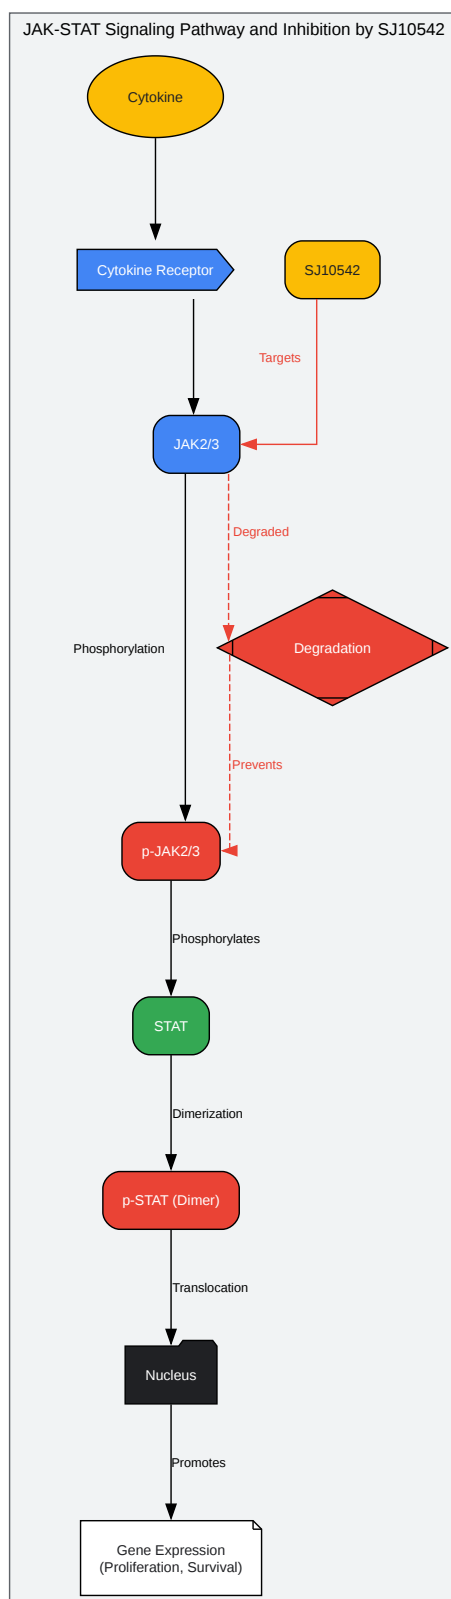 JAK-STAT Signaling Pathway and Inhibition by SJ10542
Cytokine
Cytokine Receptor
SJ10542
Targets
JAK2/3
Degraded
Phosphorylation
Degradation
Prevents
p-JAK2/3
Phosphorylates
STAT
Dimerization
p-STAT (Dimer)
Translocation
Nucleus
Promotes
Gene Expression
(Proliferation, Survival)